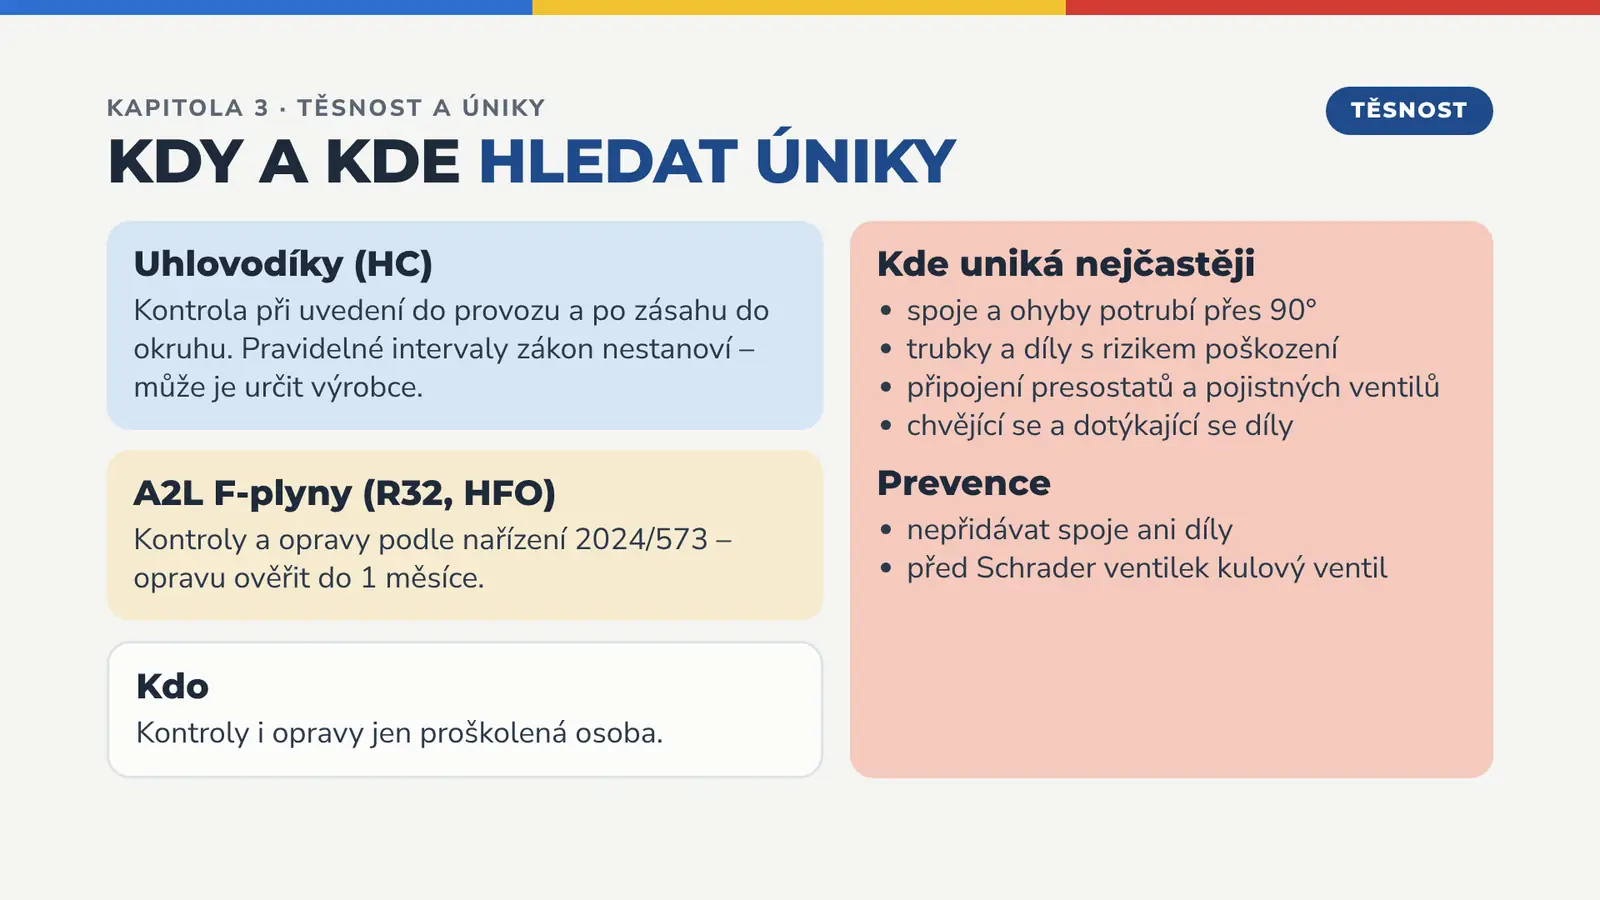 KAPITOLA 3 · TĚSNOST A ÚNIKY
TĚSNOST
KDY A KDE HLEDAT ÚNIKY
Uhlovodíky (HC)
Kontrola při uvedení do provozu a po zásahu do
okruhu. Pravidelné intervaly zákon nestanoví –
může je určit výrobce.
A2L F-plyny (R32, HFO)
Kontroly a opravy podle nařízení 2024/573 –
opravu ověřit do 1 měsíce.
Kdo
Kontroly i opravy jen proškolená osoba.
Kde uniká nejčastěji
• spoje a ohyby potrubí přes 90°
• trubky a díly s rizikem poškození
• připojení presostatů a pojistných ventilů
• chvějící se a dotýkající se díly
Prevence
• nepřidávat spoje ani díly
• před Schrader ventilek kulový ventil